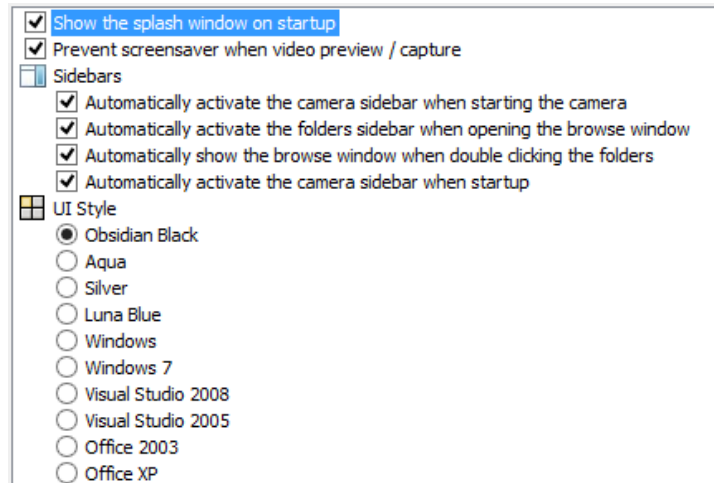 Show the splash window on startup
Prevent screensaver when video preview / capture
Sidebars
Automatically activate the camera sidebar when starting the camera
Automatically activate the folders sidebar when opening the browse window
Automatically show the browse window when double clicking the folders
Automatically activate the camera sidebar when startup
UI Style
Obsidian Black
Aqua
Silver
Luna Blue
Windows
Windows 7
Visual Studio 2008
Visual Studio 2005
Office 2003
Office XP